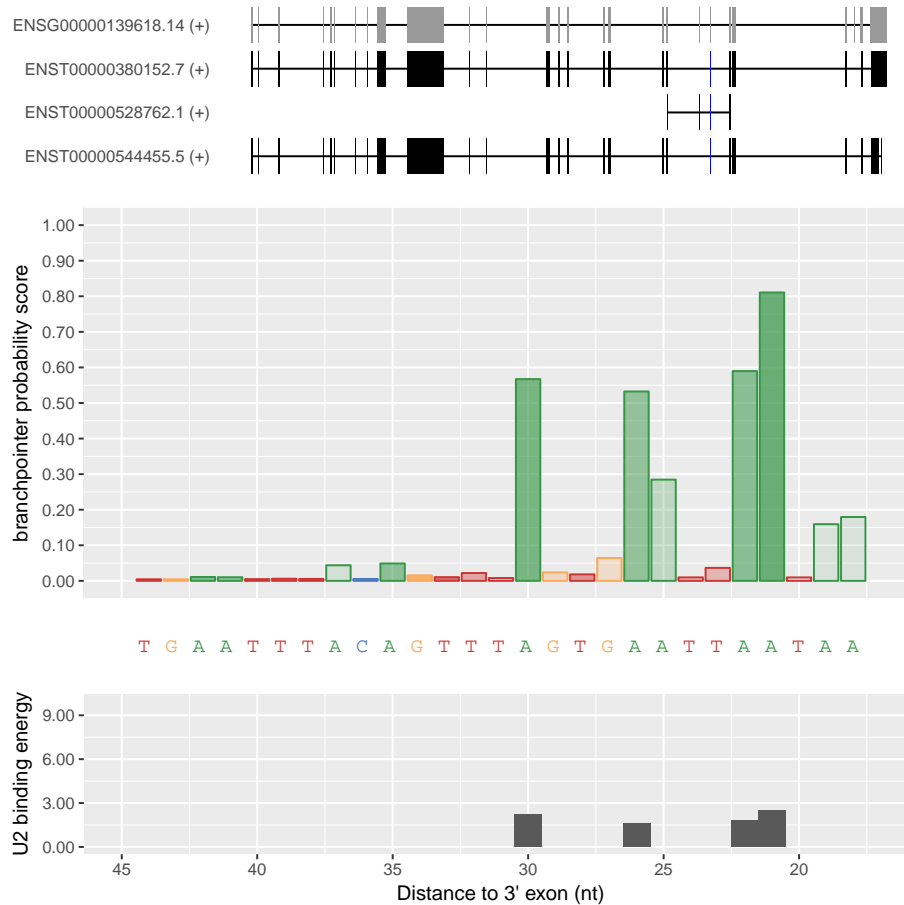 ENSG00000139618.14 (+)
ENST00000380152.7 (+)
ENST00000528762.1 (+)
ENST00000544455.5 (+)
branchpointer probability score
1.00
0.90
0.80
0.70
0.60
0.50
0.40
0.30
0.20
0.10
0.00
T G A A T T T A C A G T T T A G T G A A T T A A T A A
U2 binding energy
9.00
6.00
3.00
0.00
45 40 35 30 25 20
Distance to 3' exon (nt)